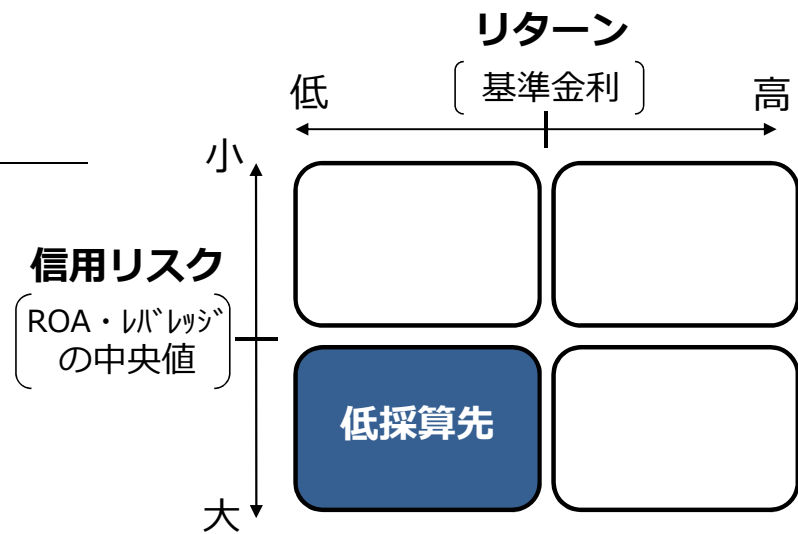 リターン
基準金利
低
高
小
信用リスク
ROA・ﾚﾊﾞﾚｯｼﾞ
の中央値
低採算先
大